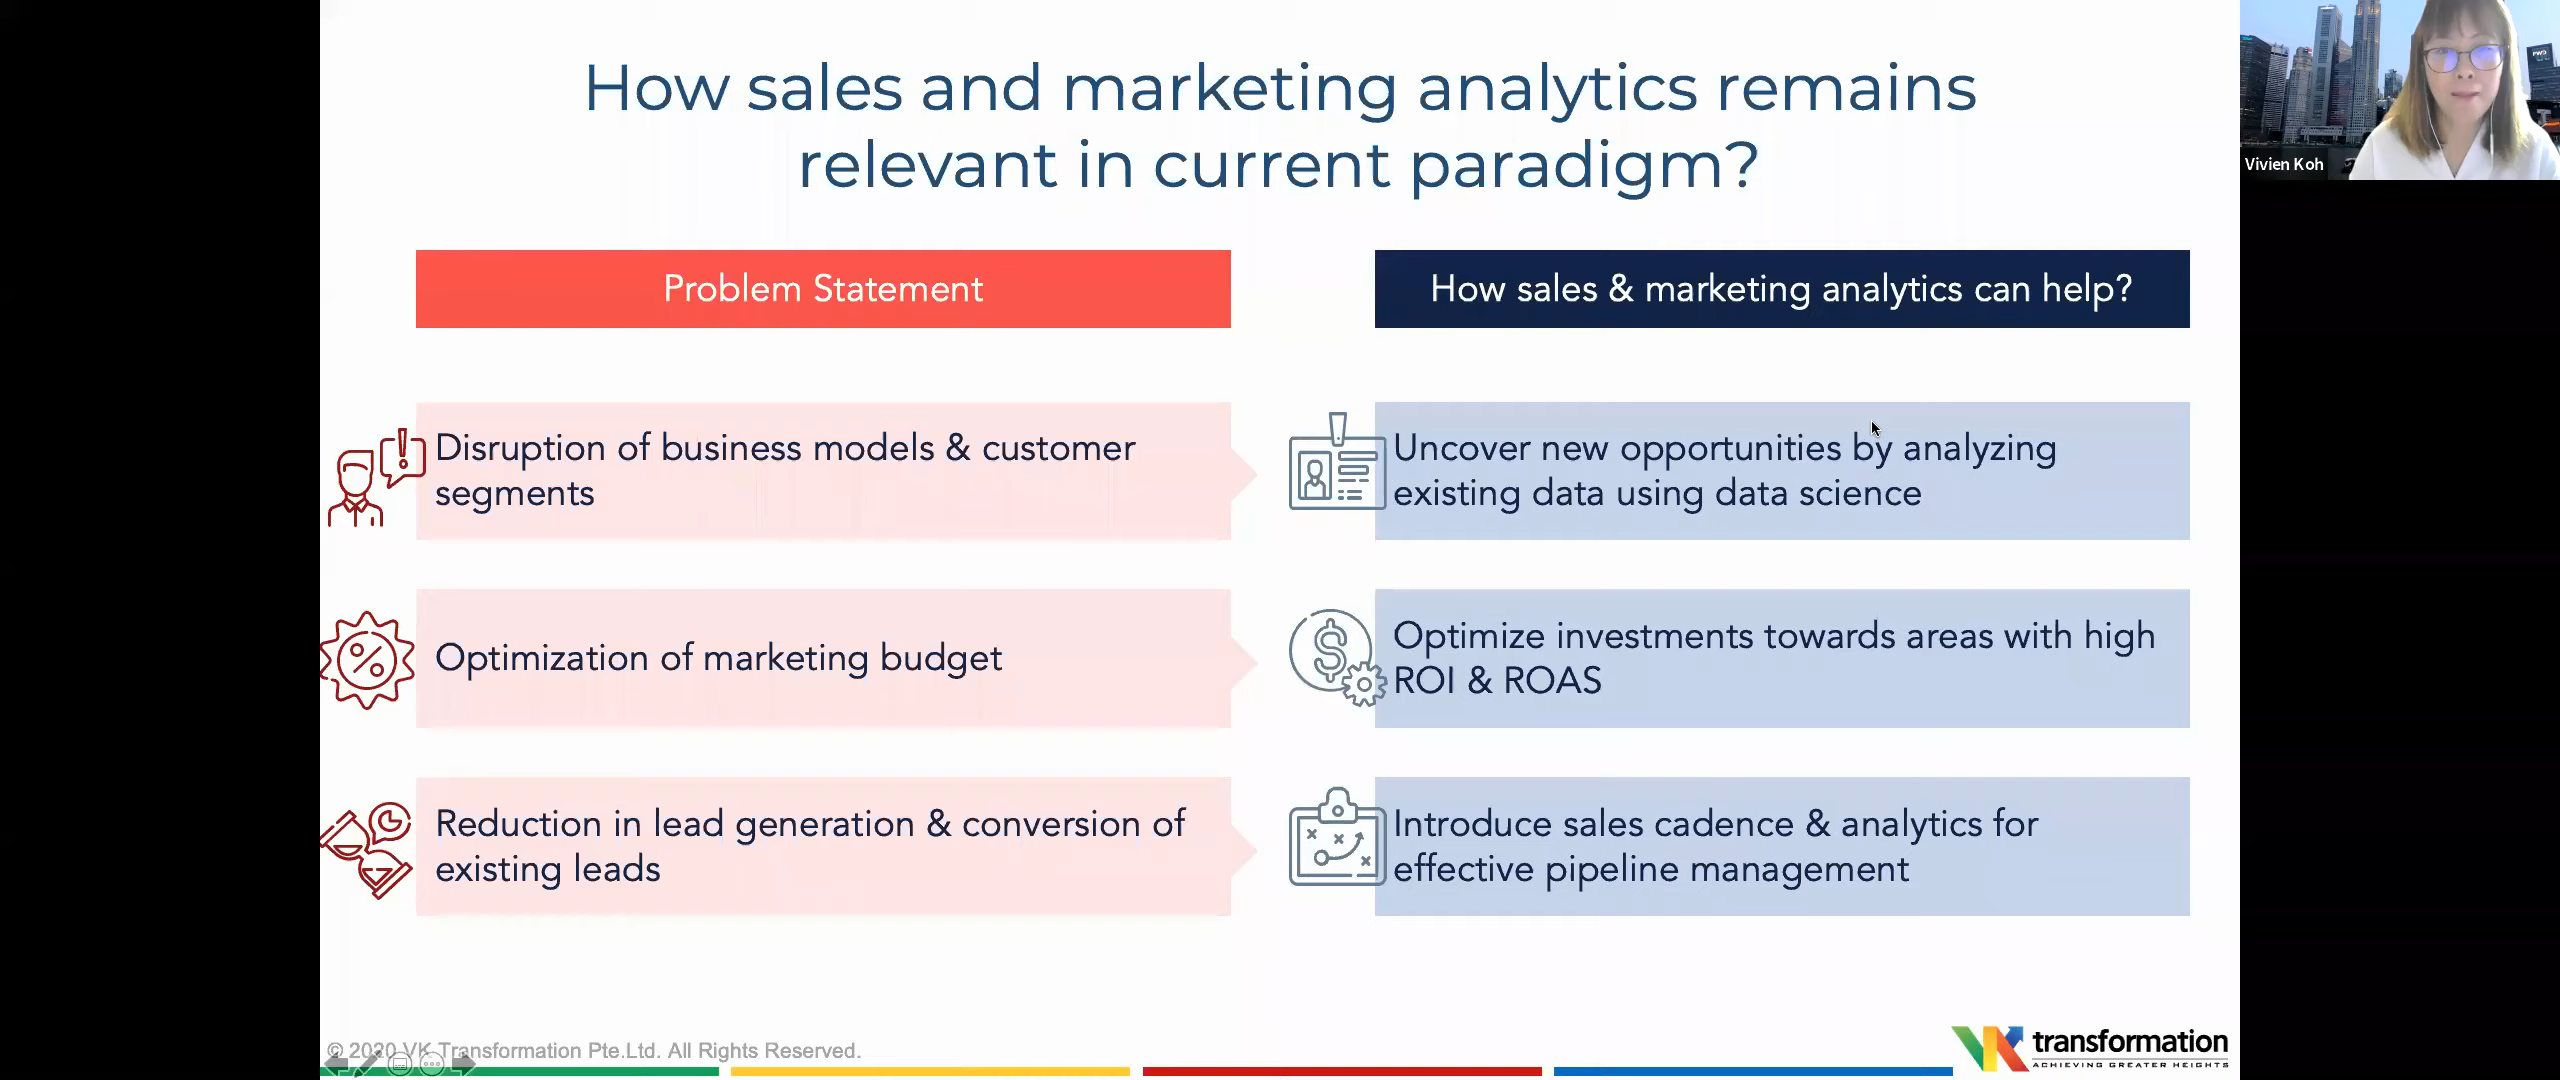 How sales and marketing analytics remains
relevant in current paradigm?
Vivien Koh
Problem Statement
How sales & marketing analytics can help?
Disruption of business models & customer
segments
Uncover new opportunities by analyzing
existing data using data science
Optimization of marketing budget
Optimize investments towards areas with high
ROI & ROAS
Reduction in lead generation & conversion of
existing leads
Introduce sales cadence & analytics for
effective pipeline management
© 2020 VK Transformation Pte.Ltd. All Rights Reserved.
VK transformation
ACHIEVING GREATER HEIGHTS